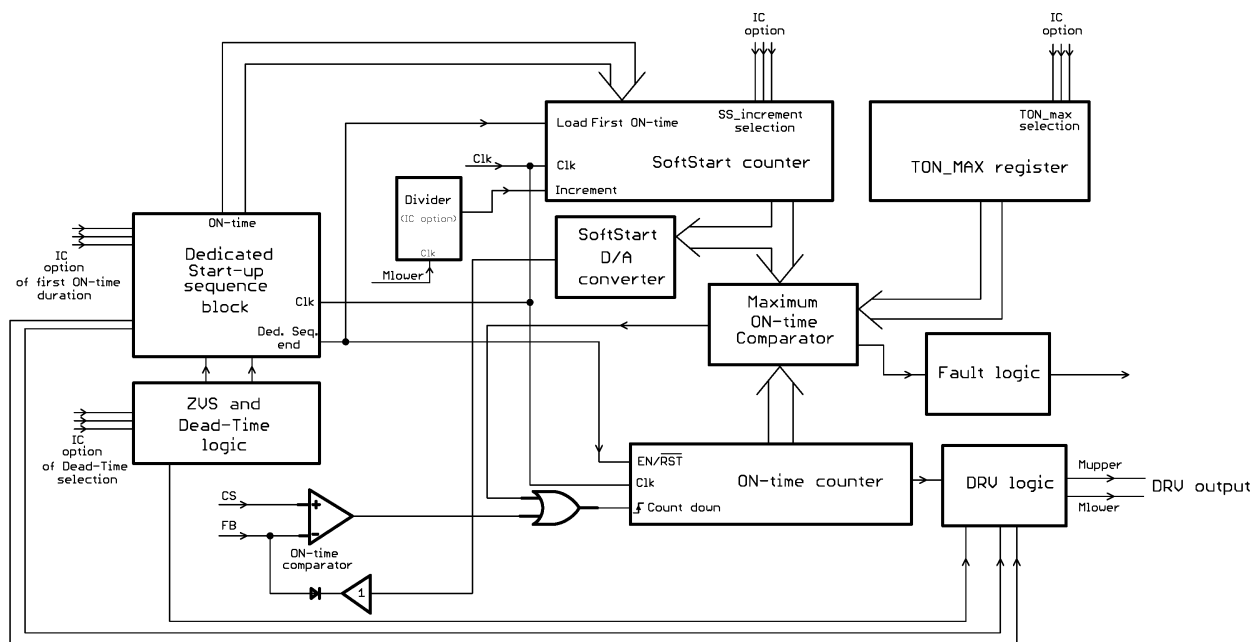 IC
option
IC
option
SS_increment
selection
Load First ON-time
Clk
Clk
SoftStart counter
Increment
TON_max
selection
TON_MAX register
Divider
(IC option)
Clk
Mlower
ON-time
Dedicated
Start-up
sequence
block
Clk
Ded. Seq.
end
IC
option
of first ON-time
duration
SoftStart
D/A
converter
Maximum
ON-time
Comparator
Fault logic
ZVS and
Dead-Time
logic
IC
option
of Dead-Time
selection
EN/RST
Clk
Count down
ON-time counter
DRV logic
Mupper
Mlower
DRV output
CS
FB
+
-
ON-time
comparator
1